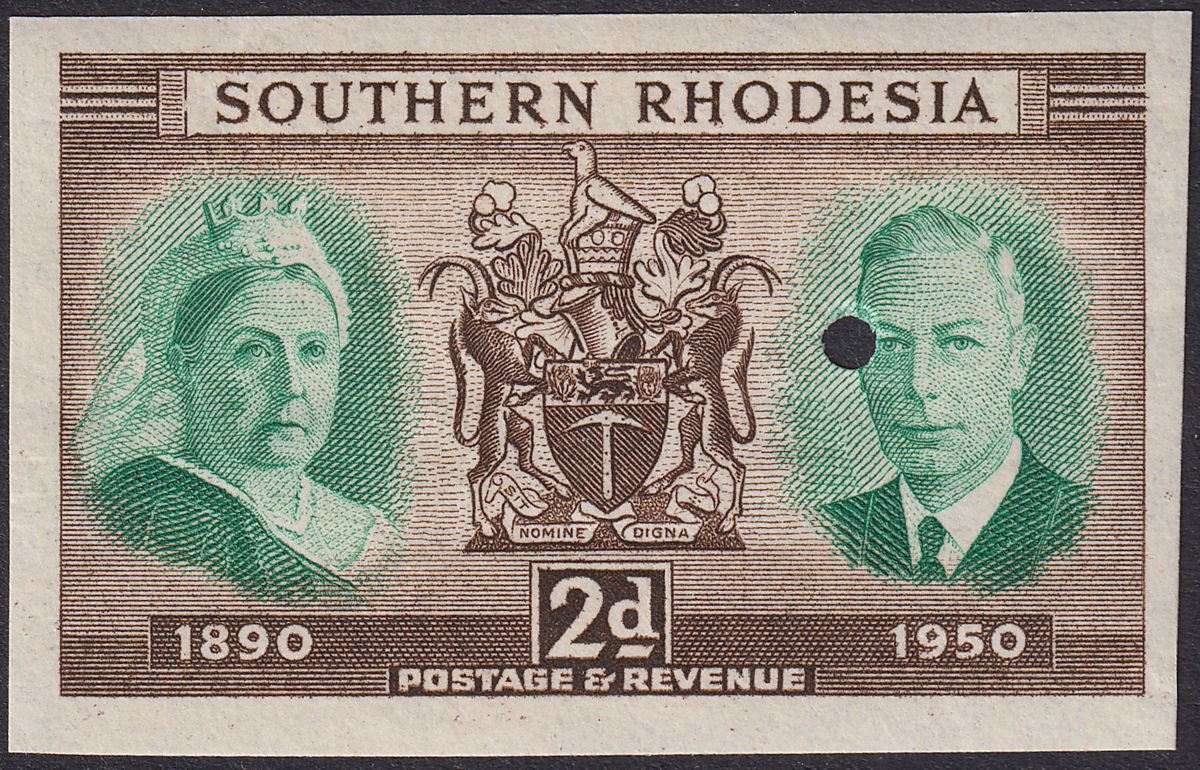 SOUTHERN RHODESIA
NOMINE DIGNA
2d
1890
1950
POSTAGE & REVENUE